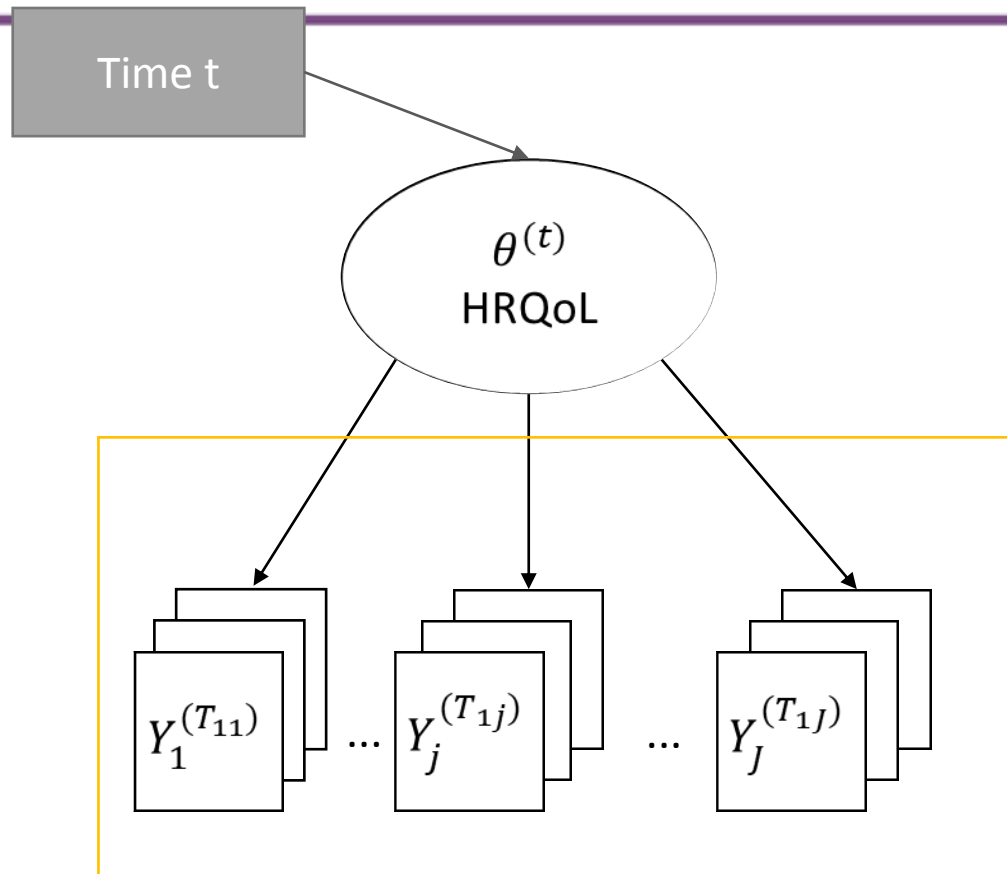 Time t
θ^(t)
HRQoL
Y_1^(T_11) ... Y_j^(T_1j) ... Y_J^(T_1J)